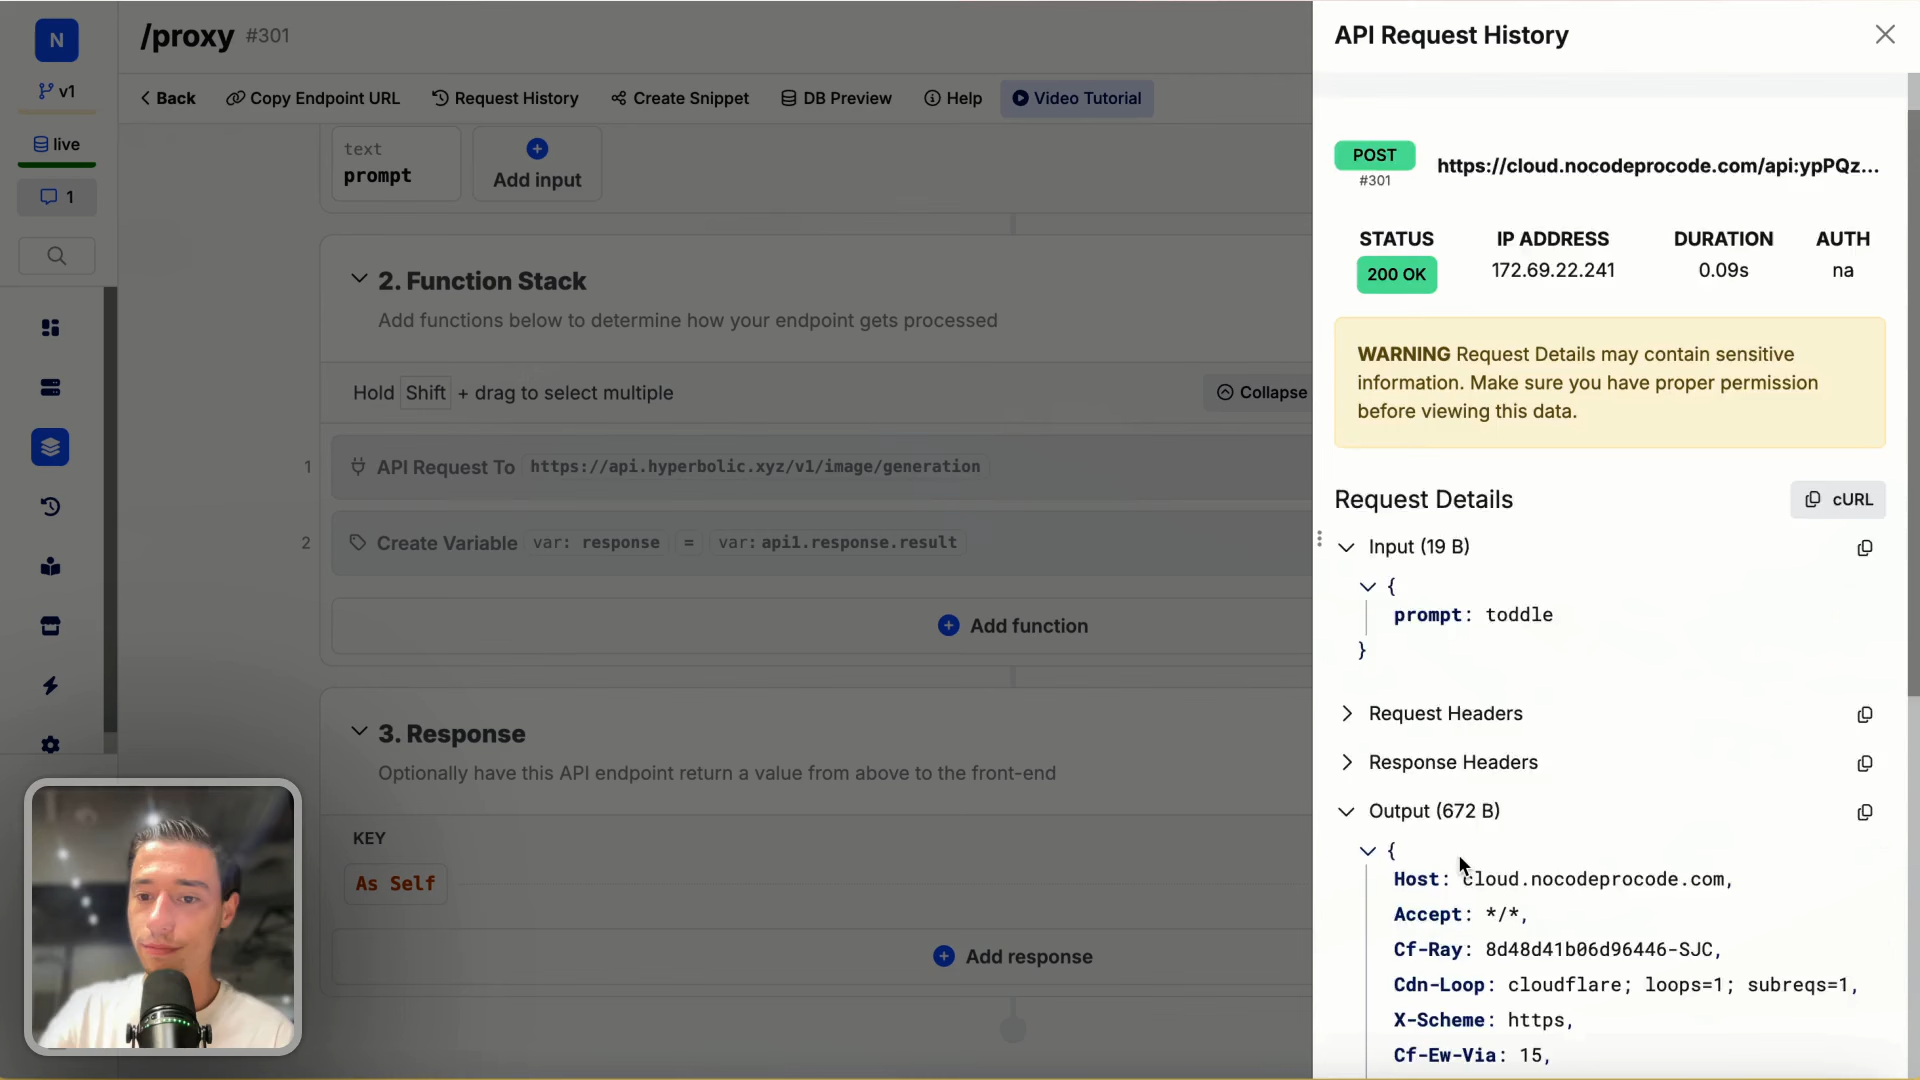 N
v1
live
1
/proxy #301
Back
Copy Endpoint URL
Request History
Create Snippet
DB Preview
Help
Video Tutorial
text
prompt
Add input
2. Function Stack
Add functions below to determine how your endpoint gets processed
Hold Shift + drag to select multiple
Collapse
1 API Request To https://api.hyperbolic.xyz/v1/image/generation
2 Create Variable var: response = var: api1.response.result
Add function
3. Response
Optionally have this API endpoint return a value from above to the front-end
KEY
As Self
Add response
API Request History
POST
#301
https://cloud.nocodeprocode.com/api:ypPQz...
STATUS IP ADDRESS DURATION AUTH
200 OK 172.69.22.241 0.09s na
WARNING Request Details may contain sensitive
information. Make sure you have proper permission
before viewing this data.
Request Details
cURL
Input (19 B)
{
prompt: toddle
}
Request Headers
Response Headers
Output (672 B)
{
Host: cloud.nocodeprocode.com,
Accept: */*,
Cf-Ray: 8d48d41b06d96446-SJC,
Cdn-Loop: cloudflare; loops=1; subreqs=1,
X-Scheme: https,
Cf-Ew-Via: 15,